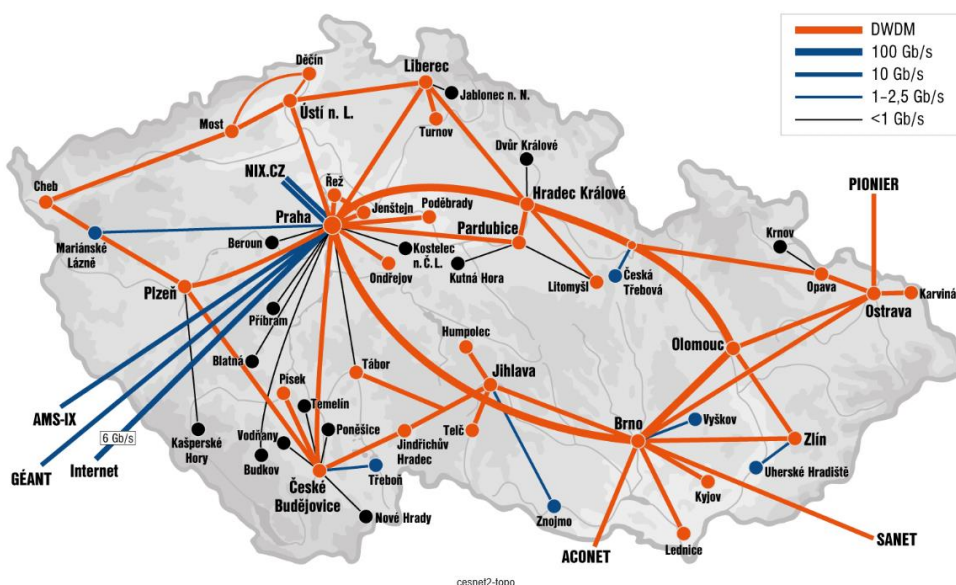 DWDM
100 Gb/s
10 Gb/s
1–2,5 Gb/s
<1 Gb/s
Děčín
Liberec
Jablonec n. N.
Ústí n. L.
Most
Turnov
Dvůr Králové
NIX.CZ
Řež
Cheb
Hradec Králové
PIONIER
Jenštejn
Poděbrady
Praha
Pardubice
Krnov
Mariánské
Lázně
Beroun
Kostelec
n. Č. L.
Kutná Hora
Ondřejov
Litomyšl
Česká
Třebová
Opava
Karviná
Ostrava
Plzeň
Příbram
Humpolec
Olomouc
Blatná
Jihlava
Písek
Tábor
Temelín
AMS-IX
Brno
Vyškov
6 Gb/s
Vodňany
Poněšice
Jindřichův
Hradec
Telč
Zlín
Kašperské
Hory
Budkov
GÉANT
Internet
Uherské Hradiště
České
Budějovice
Třeboň
Kyjov
Nové Hrady
Znojmo
Lednice
ACONET
SANET
cesnet2-topo